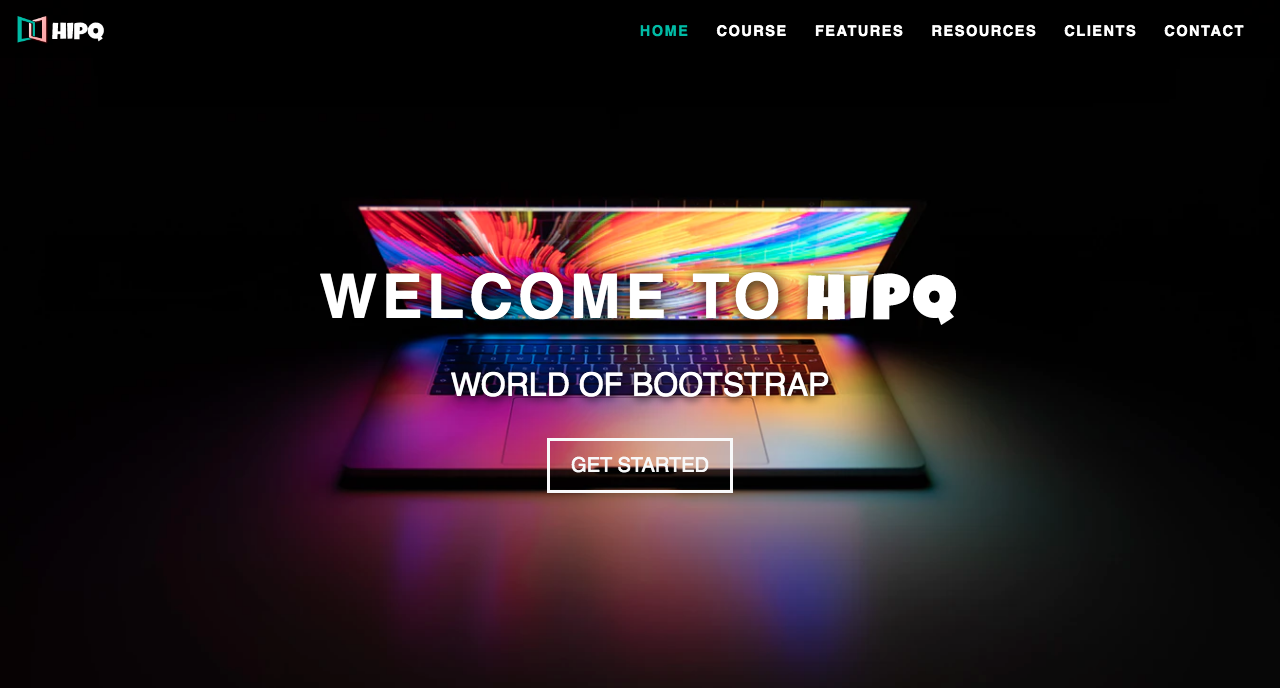 HIPQ
HOME COURSE FEATURES RESOURCES CLIENTS CONTACT
WELCOME TO HIPQ
WORLD OF BOOTSTRAP
GET STARTED